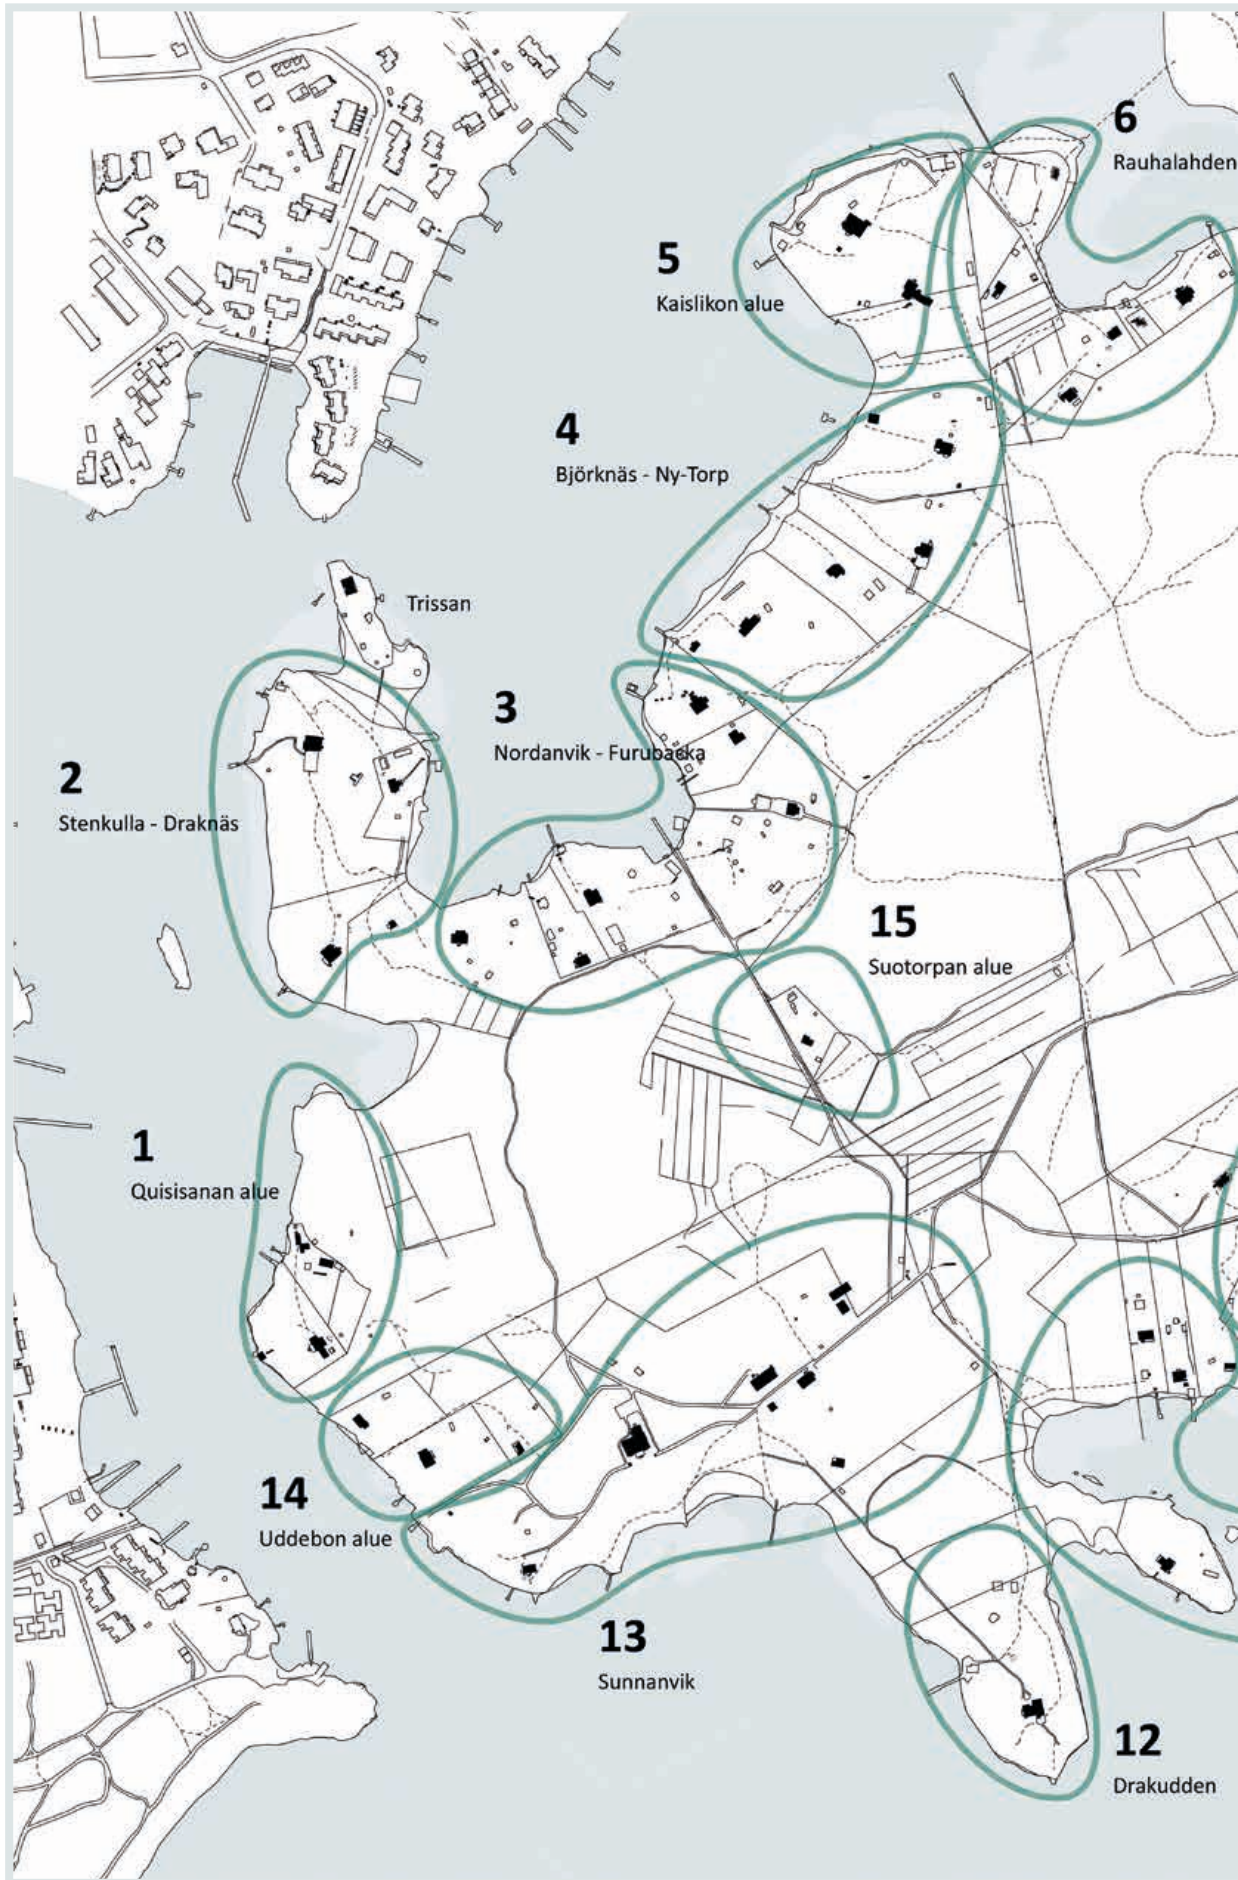 6
Rauhalahden
5
Kaislikon alue
4
Björknäs - Ny-Torp
Trissan
3
Nordanvik - Furubacka
2
Stenkulla - Draknäs
15
Suotorpan alue
1
Quisisanan alue
14
Uddebon alue
13
Sunnanvik
12
Drakudden